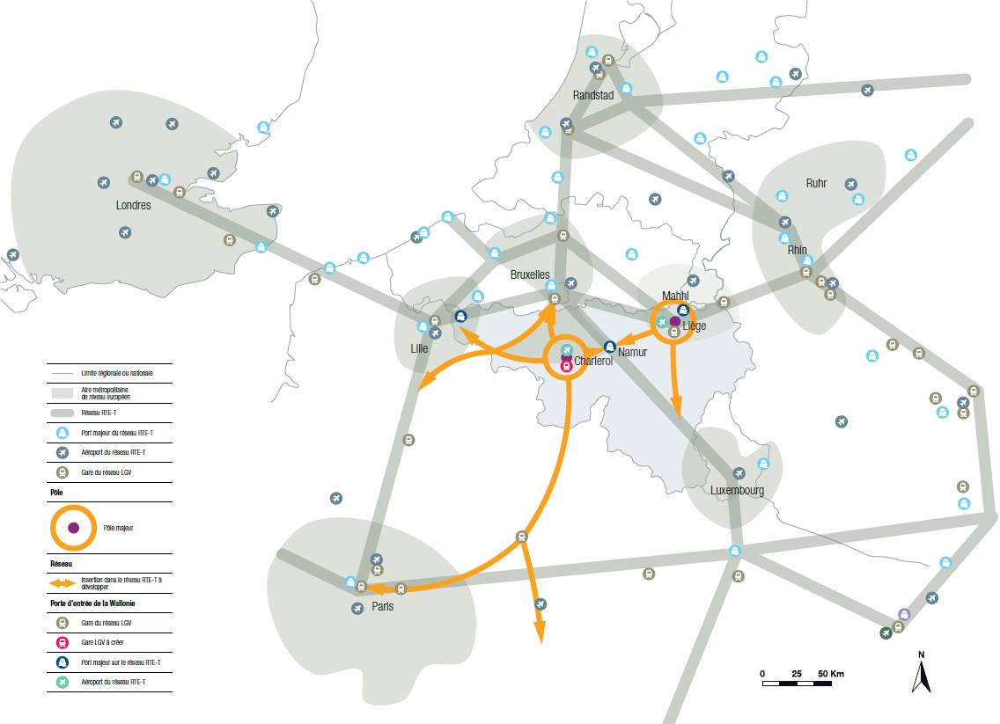 Randstad
Ruhr
Londres
Rhin
Bruxelles
Mahhl
Liège
Lille
Namur
Charleroi
Luxembourg
Paris
Limite régionale ou nationale
Aire métropolitaine
de niveau européen
Réseau RTE-T
Port majeur du réseau RTE-T
Aéroport du réseau RTE-T
Gare du réseau LGV
Pôle
Pôle majeur
Réseau
Insertion dans le réseau RTE-T à
développer
Porte d'entrée de la Wallonie
Gare du réseau LGV
Gare LGV à créer
Port majeur sur le réseau RTE-T
Aéroport du réseau RTE-T
N
0 25 50 Km